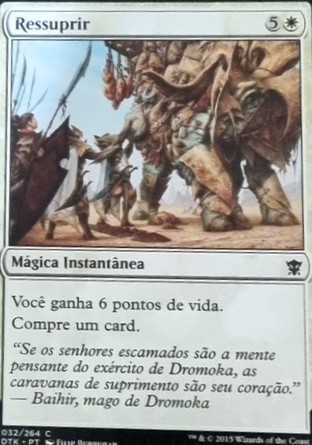 Ressuprir 5
Mágica Instantânea
Você ganha 6 pontos de vida.
Compre um card.
“Se os senhores escamados são a mente
pensante do exército de Dromoka, as
caravanas de suprimento são seu coração.”
— Baihir, mago de Dromoka
032/264 C
DTK • PT Filip Burburan
™ & © 2015 Wizards of the Coast